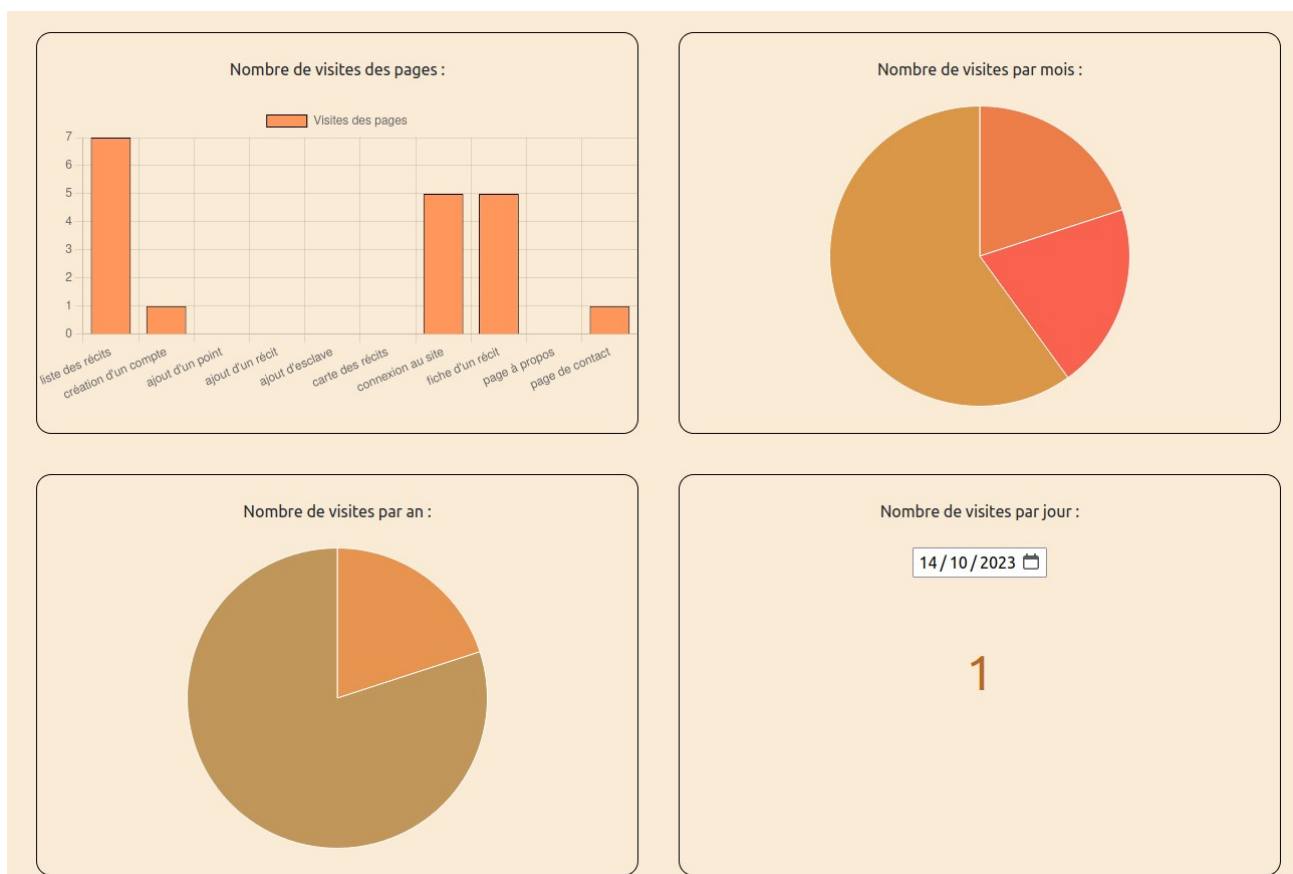 Nombre de visites des pages :
Visites des pages
7
6
5
4
3
2
1
0
liste des récits
création d'un compte
ajout d'un point
ajout d'un récit
ajout d'esclave
carte des récits
connexion au site
fiche d'un récit
page à propos
page de contact
Nombre de visites par mois :
Nombre de visites par an :
Nombre de visites par jour :
14/10/2023
1